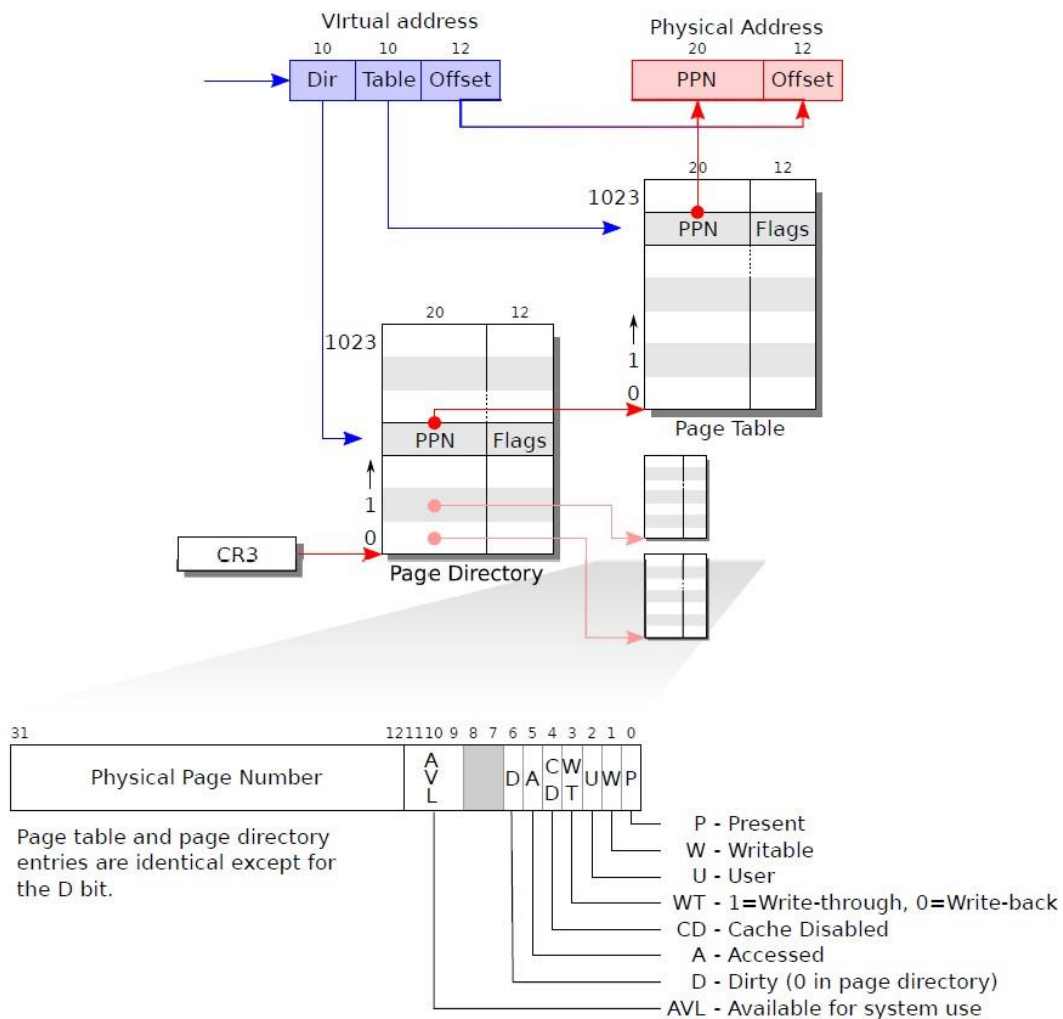 VIrtual address
Physical Address
10 10 12
20 12
Dir Table Offset
PPN Offset
20 12
1023
PPN Flags
20 12
1023
1
0
Page Table
PPN Flags
1
0
CR3
Page Directory
31 12 11 10 9 8 7 6 5 4 3 2 1 0
Physical Page Number AVL D A CD WT U W P
Page table and page directory
entries are identical except for
the D bit.
P - Present
W - Writable
U - User
WT - 1=Write-through, 0=Write-back
CD - Cache Disabled
A - Accessed
D - Dirty (0 in page directory)
AVL - Available for system use